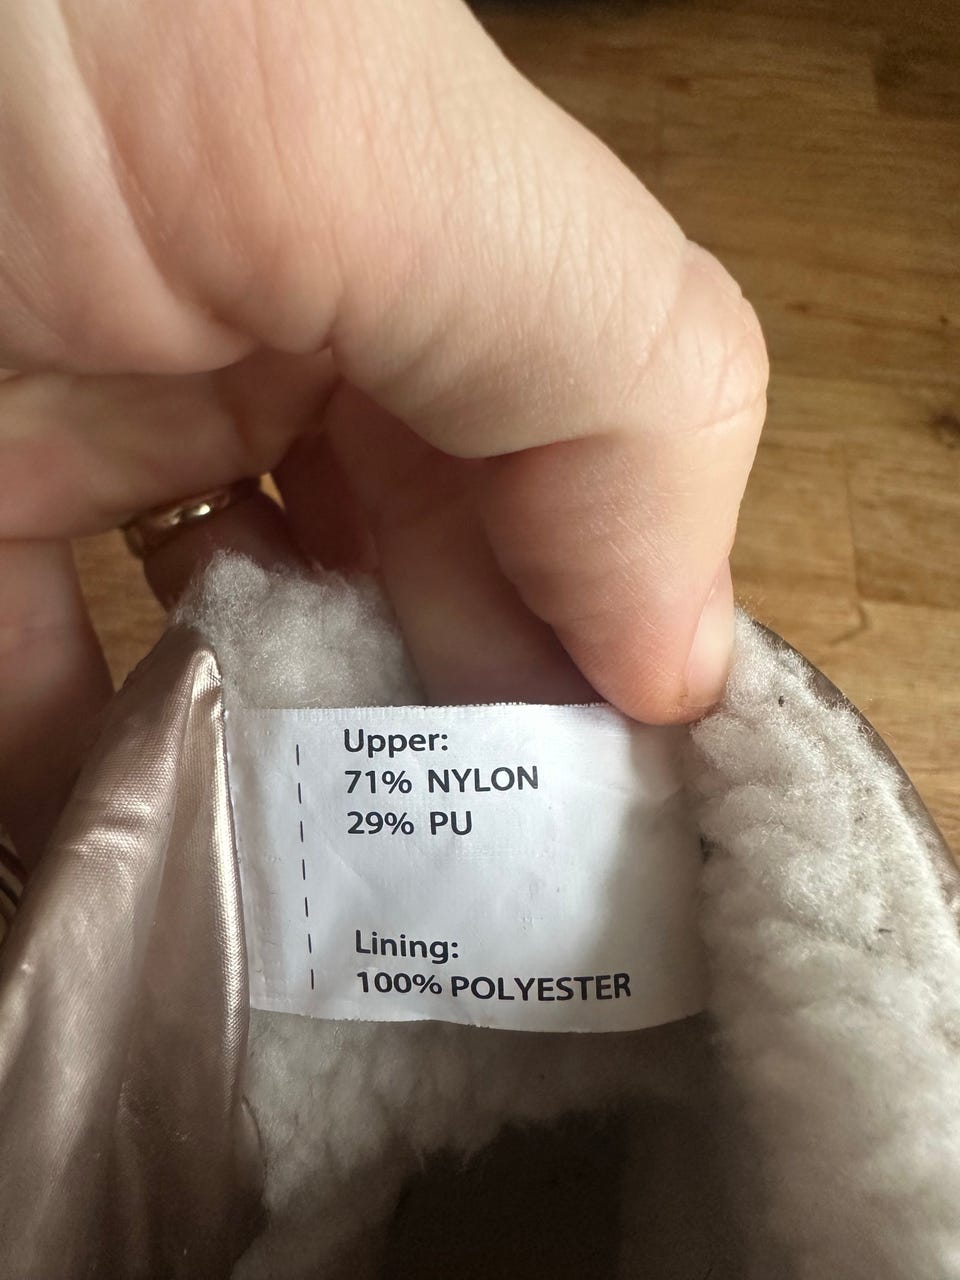 Upper:
71% NYLON
29% PU
Lining:
100% POLYESTER